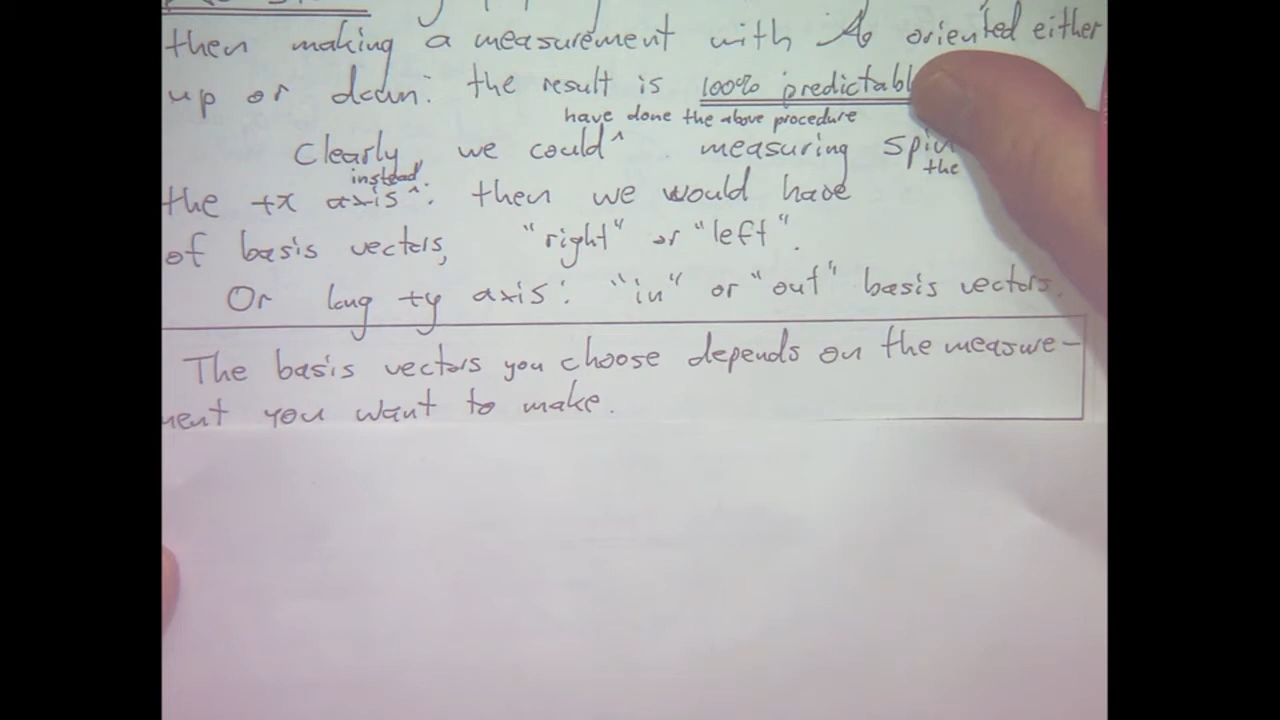 then making a measurement with A oriented either
up or down: the result is 100% predictabl
have done the above procedure
Clearly, we could ^ measuring spin
instead the
the +x axis ^: then we would have
of basis vectors, "right" or "left".
Or long +y axis: "in" or "out" basis vectors.
The basis vectors you choose depends on the measure-
ment you want to make.